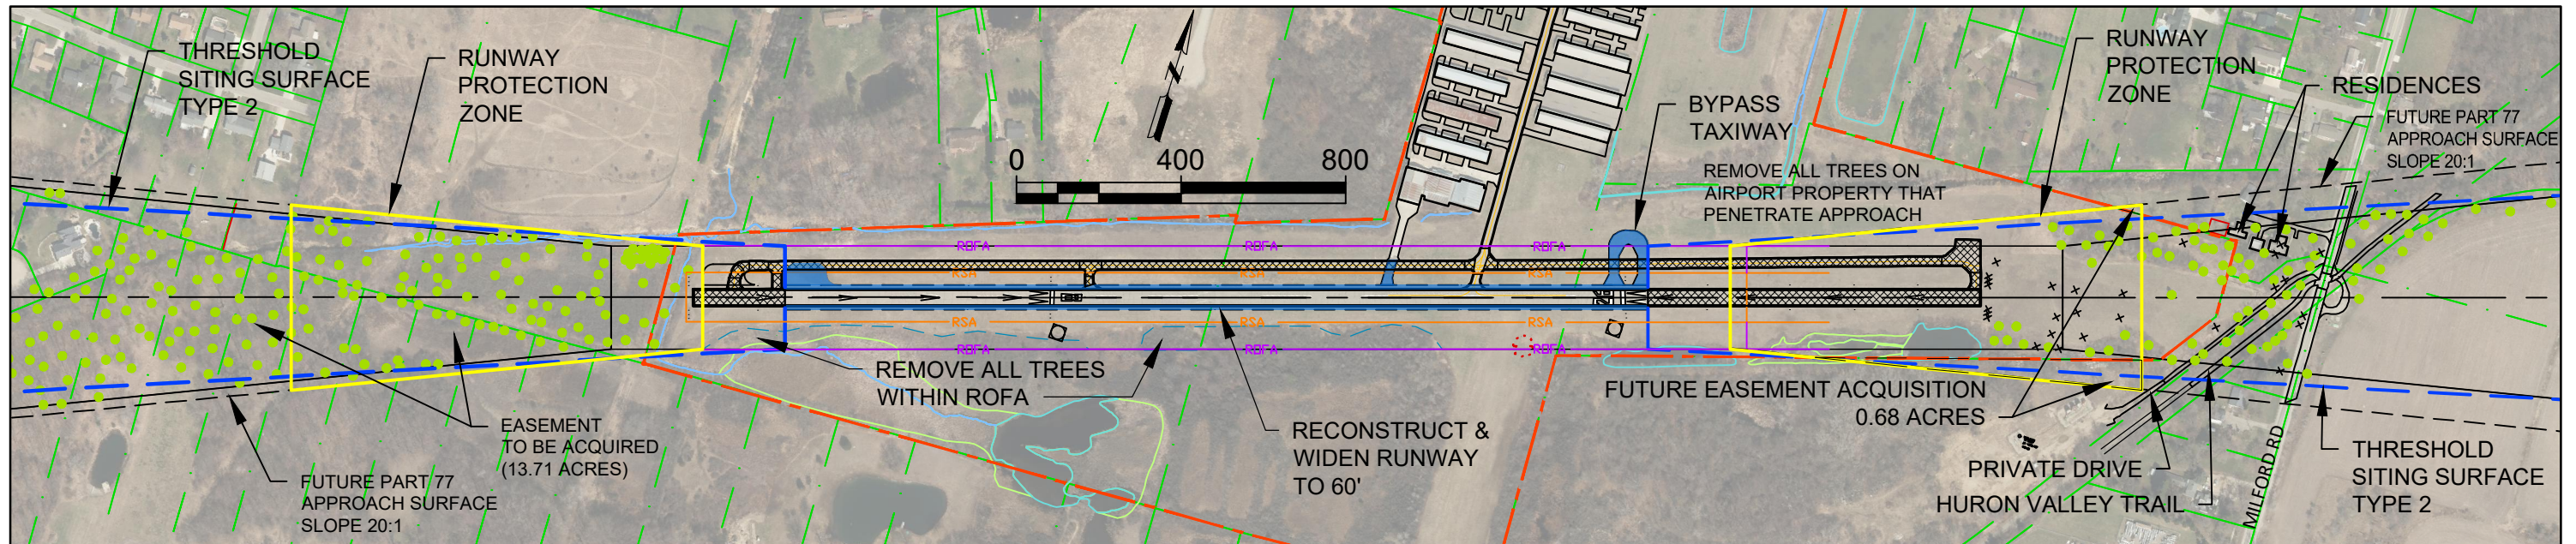 THRESHOLD
SITING SURFACE
TYPE 2
RUNWAY
PROTECTION
ZONE
0 400 800
N
BYPASS
TAXIWAY
REMOVE ALL TREES ON
AIRPORT PROPERTY THAT
PENETRATE APPROACH
RUNWAY
PROTECTION
ZONE
RESIDENCES
FUTURE PART 77
APPROACH SURFACE
SLOPE 20:1
ROFA ROFA ROFA
RSA RSA RSA
RSA RSA RSA
ROFA ROFA ROFA
REMOVE ALL TREES
WITHIN ROFA
EASEMENT
TO BE ACQUIRED
(13.71 ACRES)
FUTURE PART 77
APPROACH SURFACE
SLOPE 20:1
RECONSTRUCT &
WIDEN RUNWAY
TO 60'
FUTURE EASEMENT ACQUISITION
0.68 ACRES
PRIVATE DRIVE
HURON VALLEY TRAIL
MILFORD RD
THRESHOLD
SITING SURFACE
TYPE 2